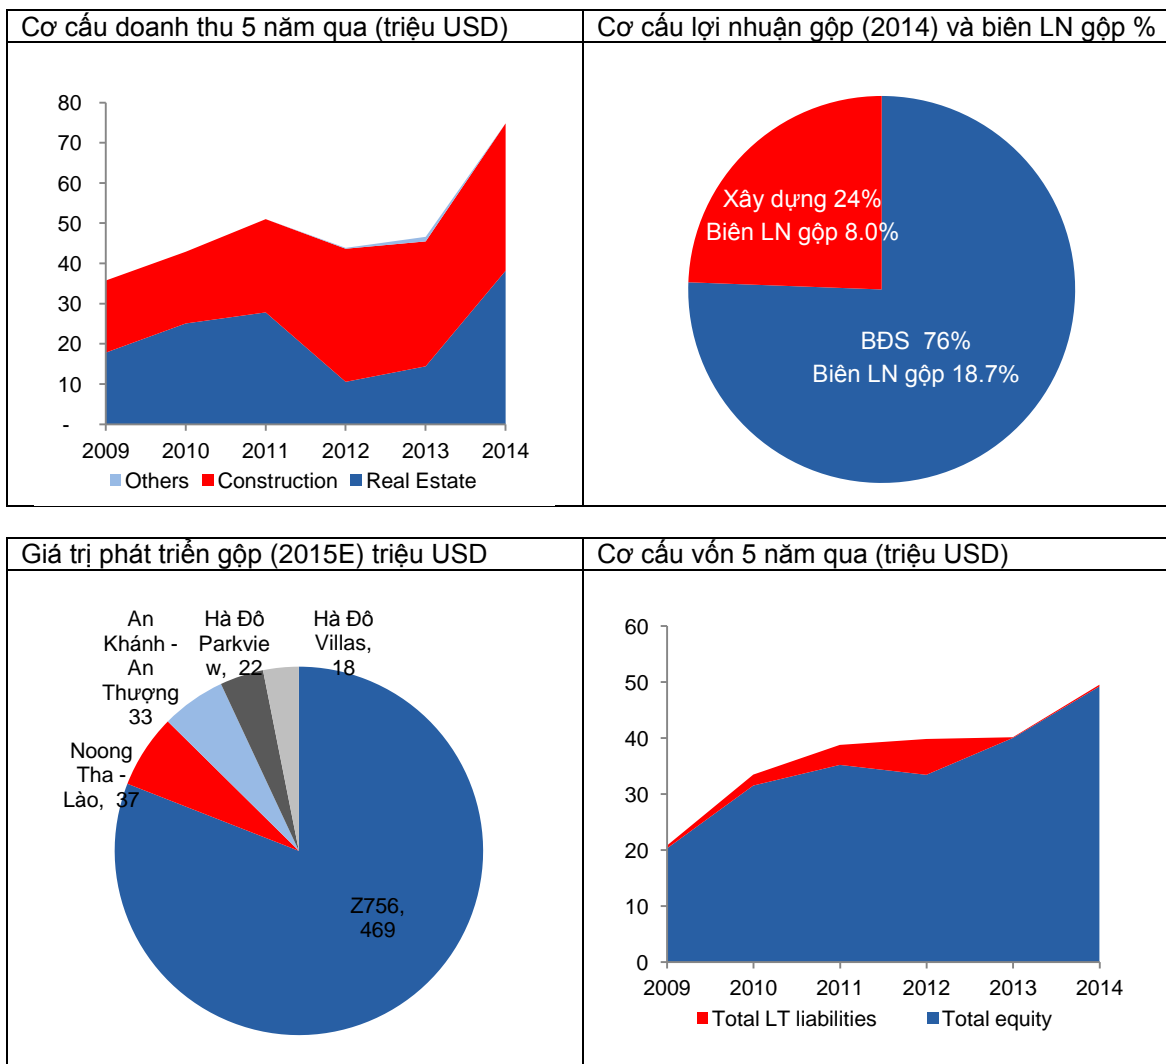 Cơ cấu doanh thu 5 năm qua (triệu USD)
80
70
60
50
40
30
20
10
-
2009 2010 2011 2012 2013 2014
Others Construction Real Estate
Cơ cấu lợi nhuận gộp (2014) và biên LN gộp %
Xây dựng 24%
Biên LN gộp 8.0%
BĐS 76%
Biên LN gộp 18.7%
Giá trị phát triển gộp (2015E) triệu USD
An
Khánh -
An
Thượng
33
Hà Đô
Parkvie
w, 22
Hà Đô
Villas,
18
Noong
Tha -
Lào, 37
Z756,
469
Cơ cấu vốn 5 năm qua (triệu USD)
60
50
40
30
20
10
0
2009 2010 2011 2012 2013 2014
Total LT liabilities Total equity